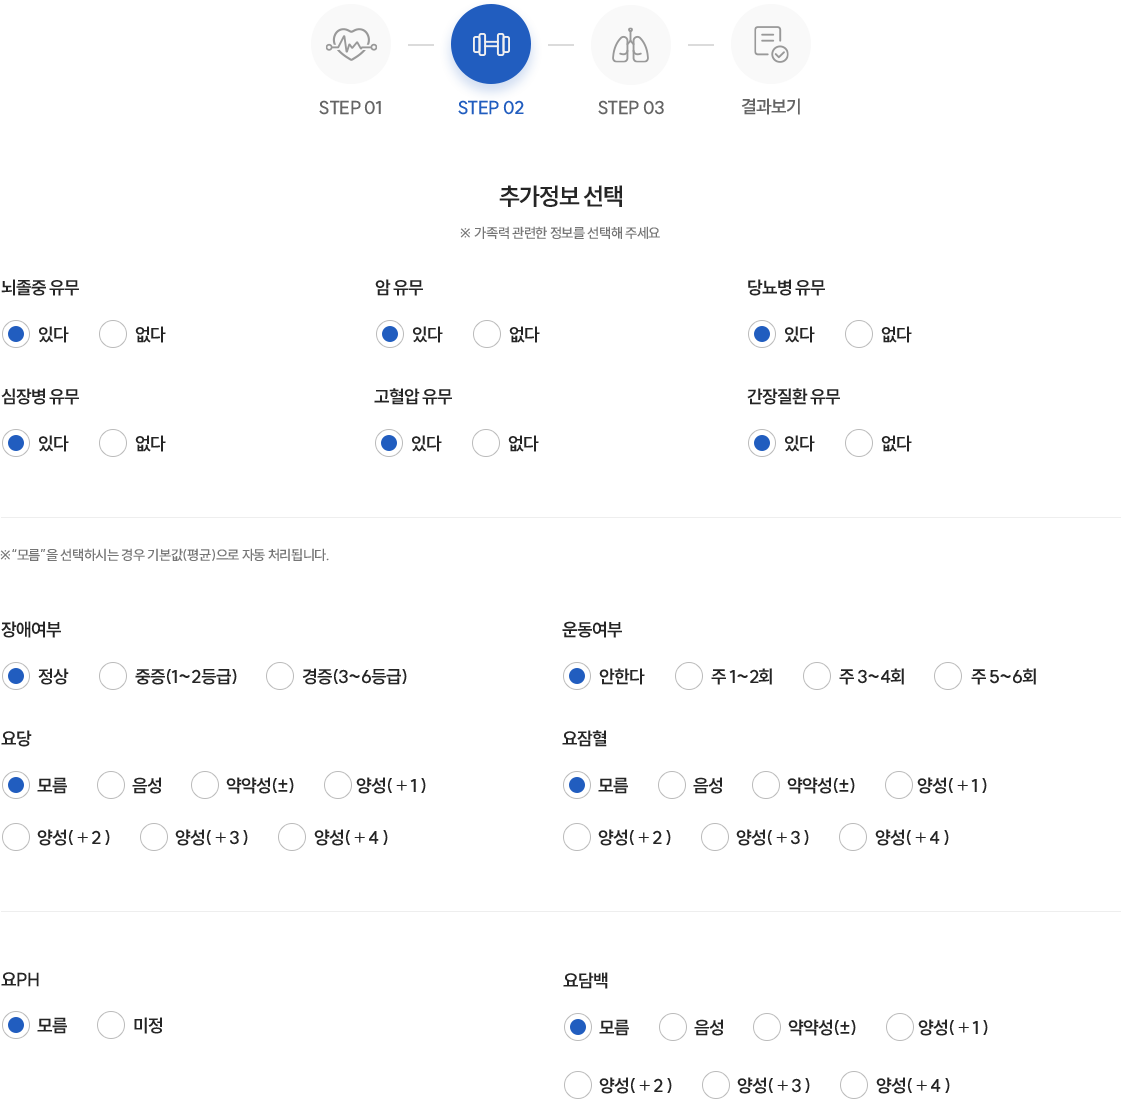 STEP 01 STEP 02 STEP 03 결과보기
추가정보 선택
※ 가족력 관련한 정보를 선택해 주세요
뇌졸중 유무 암 유무 당뇨병 유무
있다 없다 있다 없다 있다 없다
심장병 유무 고혈압 유무 간장질환 유무
있다 없다 있다 없다 있다 없다
※“모름”을 선택하시는 경우 기본값(평균)으로 자동 처리됩니다.
장애여부 운동여부
정상 중증(1~2등급) 경증(3~6등급) 안한다 주 1~2회 주 3~4회 주 5~6회
요당 요잠혈
모름 음성 약약성(±) 양성(+1) 모름 음성 약약성(±) 양성(+1)
양성(+2) 양성(+3) 양성(+4) 양성(+2) 양성(+3) 양성(+4)
요PH 요담백
모름 미정 모름 음성 약약성(±) 양성(+1)
양성(+2) 양성(+3) 양성(+4)